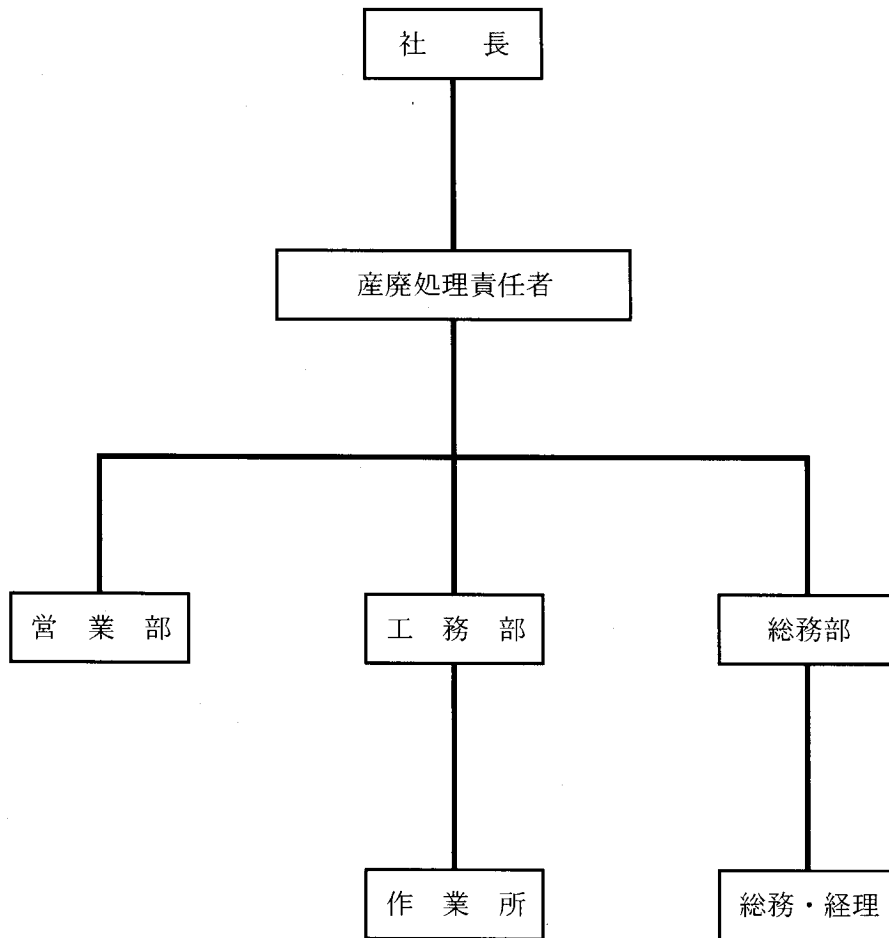 社　長
産廃処理責任者
営　業　部
工　務　部
総務部
作　業　所
総務・経理